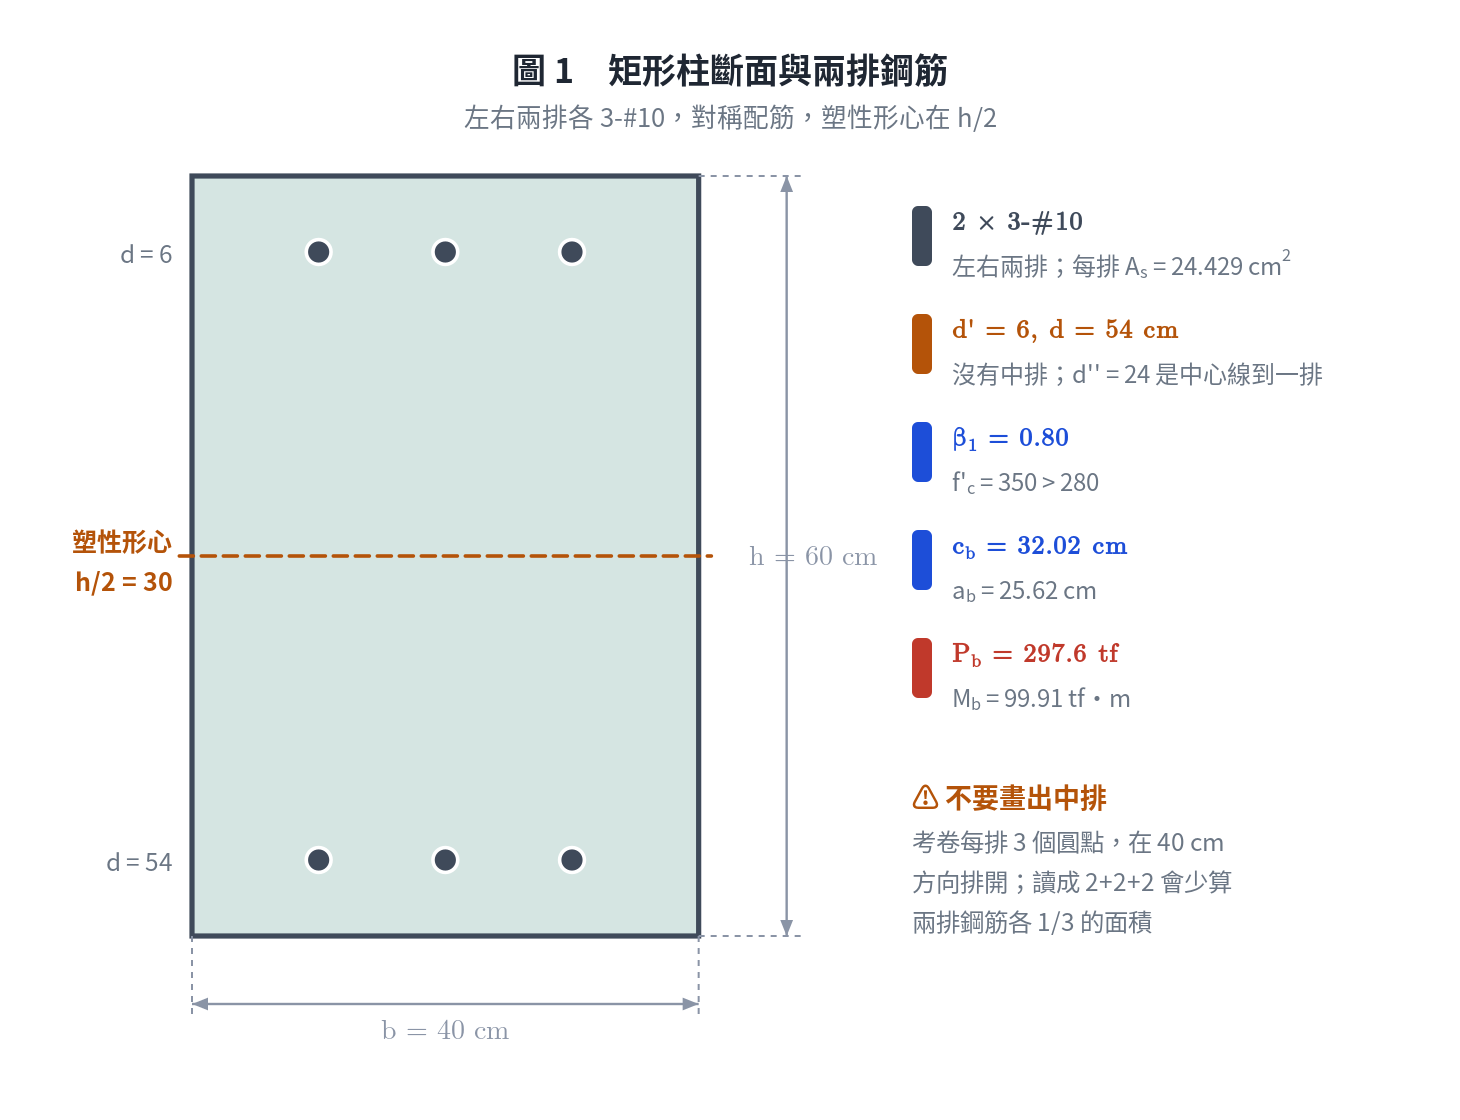 圖 1　矩形柱斷面與兩排鋼筋
左右兩排各 3-#10，對稱配筋，塑性形心在 h/2
d = 6
塑性形心
h/2 = 30
d = 54
h = 60 cm
b = 40 cm
2 × 3-#10
左右兩排；每排 Aₛ = 24.429 cm²
d' = 6, d = 54 cm
沒有中排；d'' = 24 是中心線到一排
β₁ = 0.80
f'c = 350 > 280
cb = 32.02 cm
ab = 25.62 cm
Pb = 297.6 tf
Mb = 99.91 tf・m
⚠ 不要畫出中排
考卷每排 3 個圓點，在 40 cm
方向排開；讀成 2+2+2 會少算
兩排鋼筋各 1/3 的面積